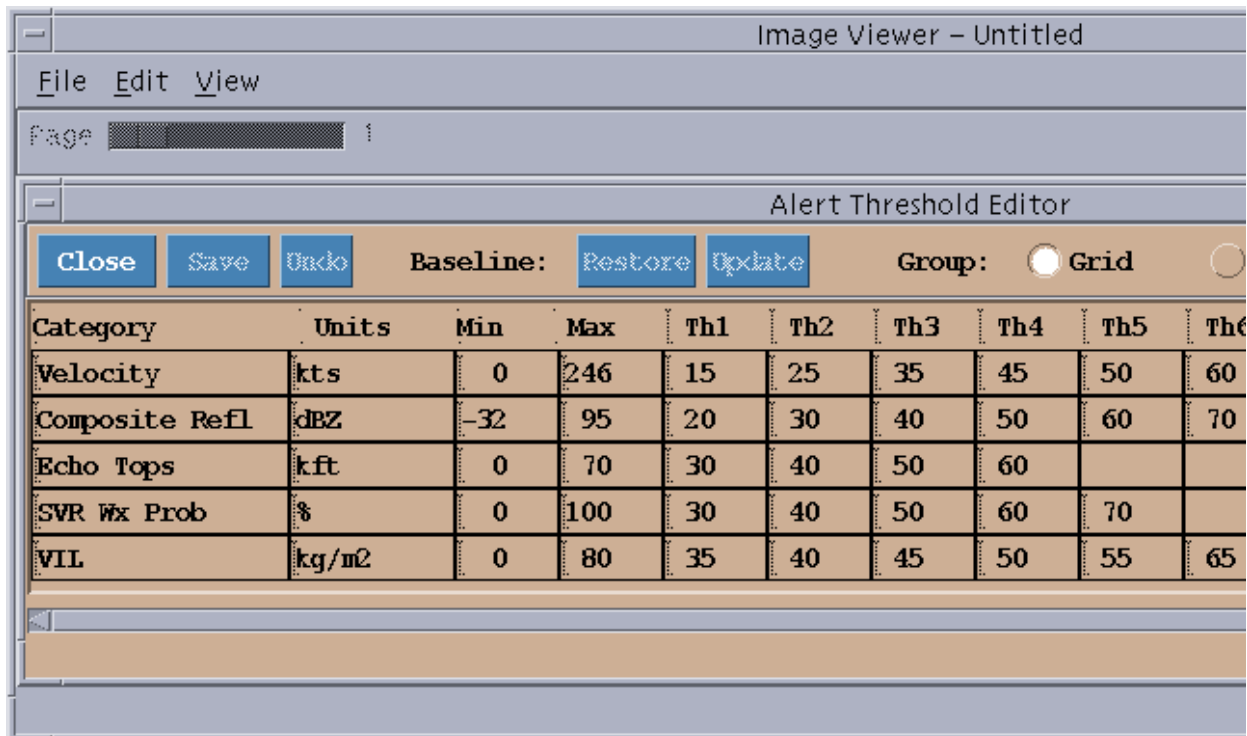 Image Viewer – Untitled
File Edit View
Page 1
Alert Threshold Editor
Close Save Undo Baseline: Restore Update Group: Grid
Category Units Min Max Th1 Th2 Th3 Th4 Th5 Th6
Velocity kts 0 246 15 25 35 45 50 60
Composite Refl dBZ -32 95 20 30 40 50 60 70
Echo Tops kft 0 70 30 40 50 60
SVR Wx Prob % 0 100 30 40 50 60 70
VIL kg/m2 0 80 35 40 45 50 55 65